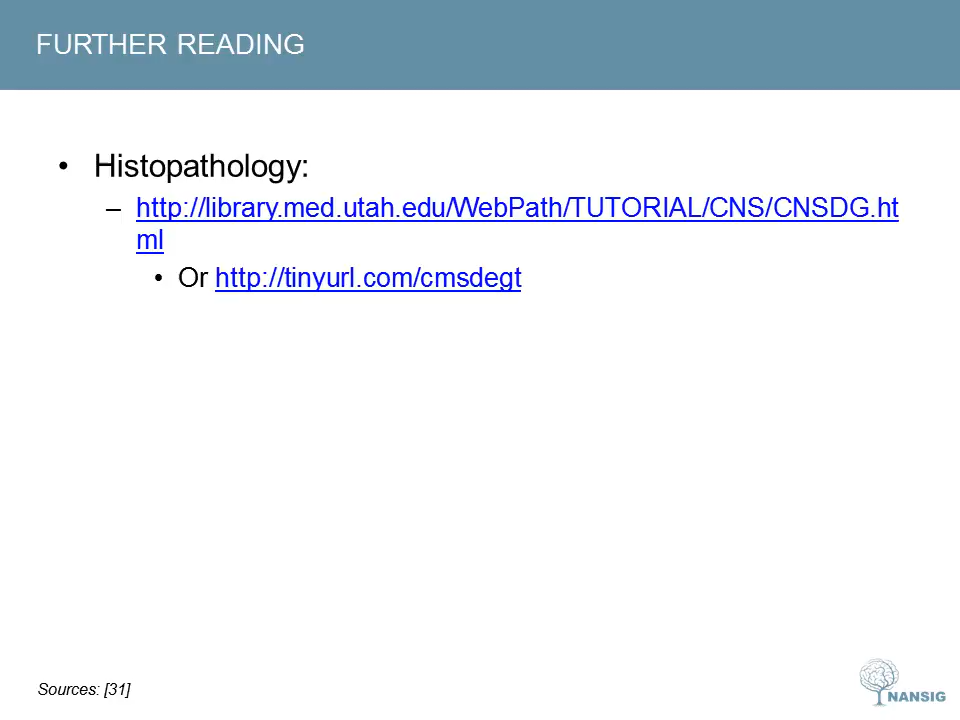 FURTHER READING
• Histopathology:
– http://library.med.utah.edu/WebPath/TUTORIAL/CNS/CNSDG.ht
ml
• Or http://tinyurl.com/cmsdegt
Sources: [31]
NANSIG